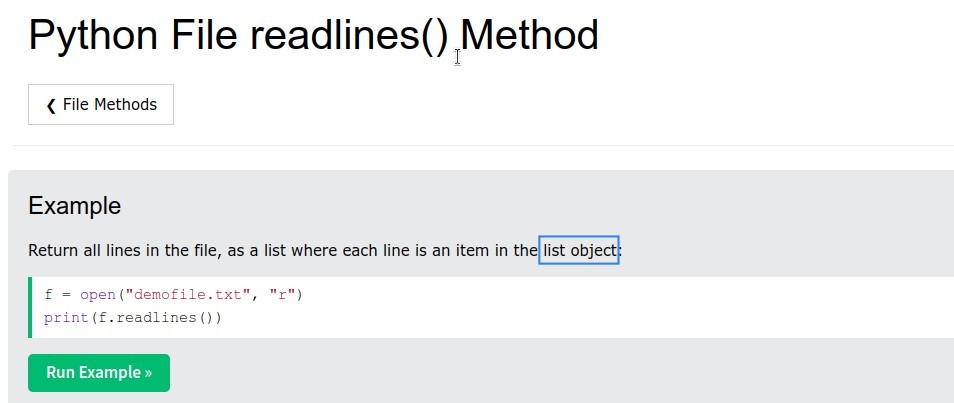 Python File readlines() Method
❮ File Methods
Example
Return all lines in the file, as a list where each line is an item in the list object:
f = open("demofile.txt", "r")
print(f.readlines())
Run Example »